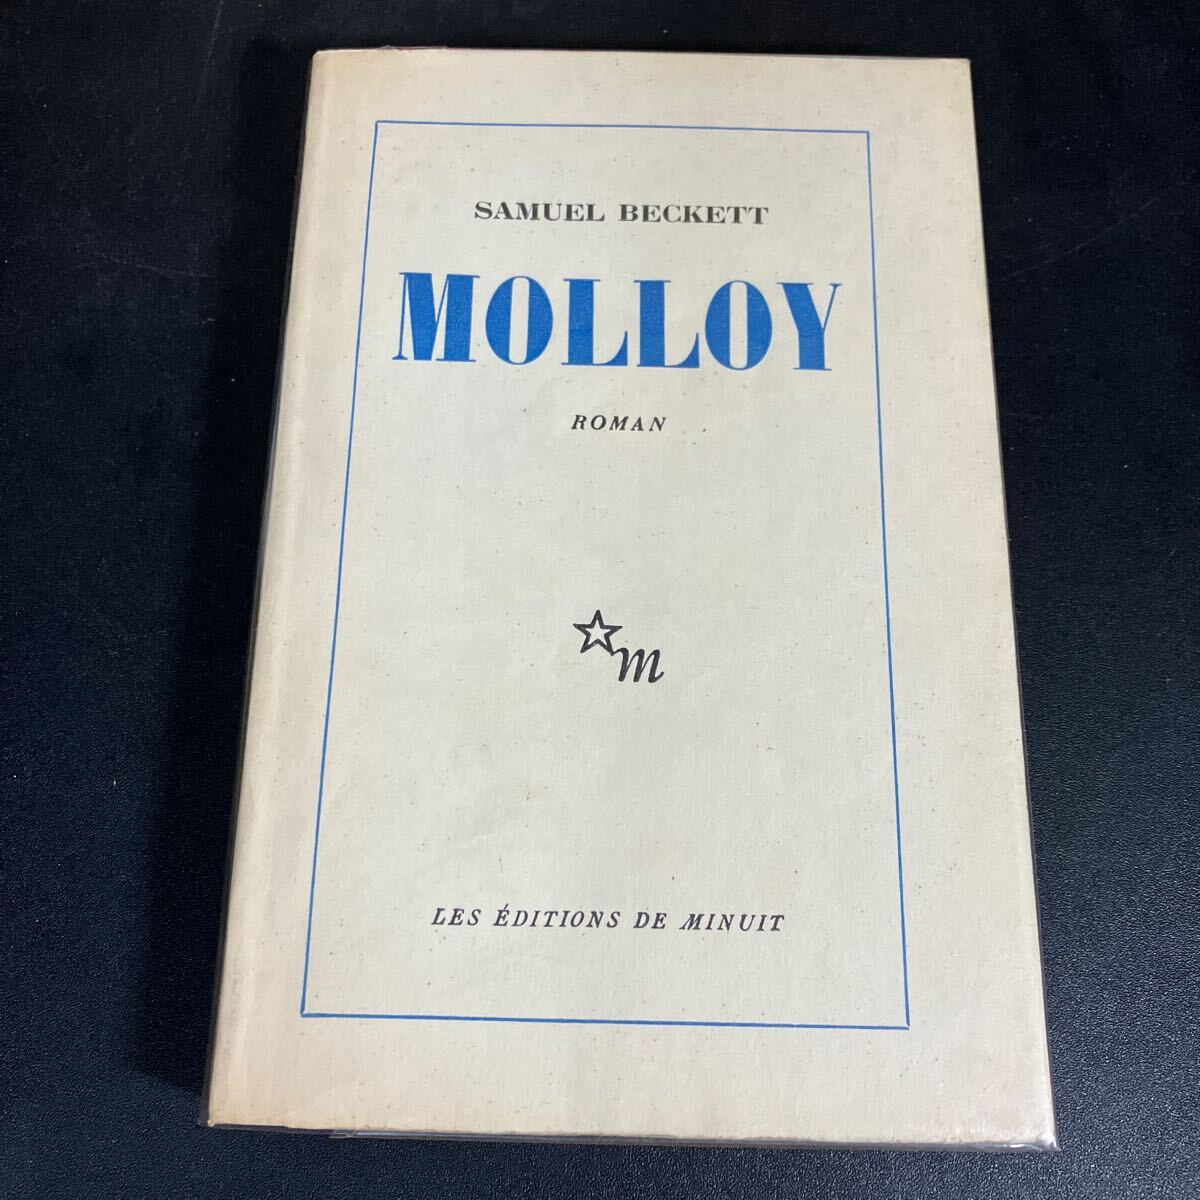 SAMUEL BECKETT
MOLLOY
ROMAN
m
LES ÉDITIONS DE MINUIT